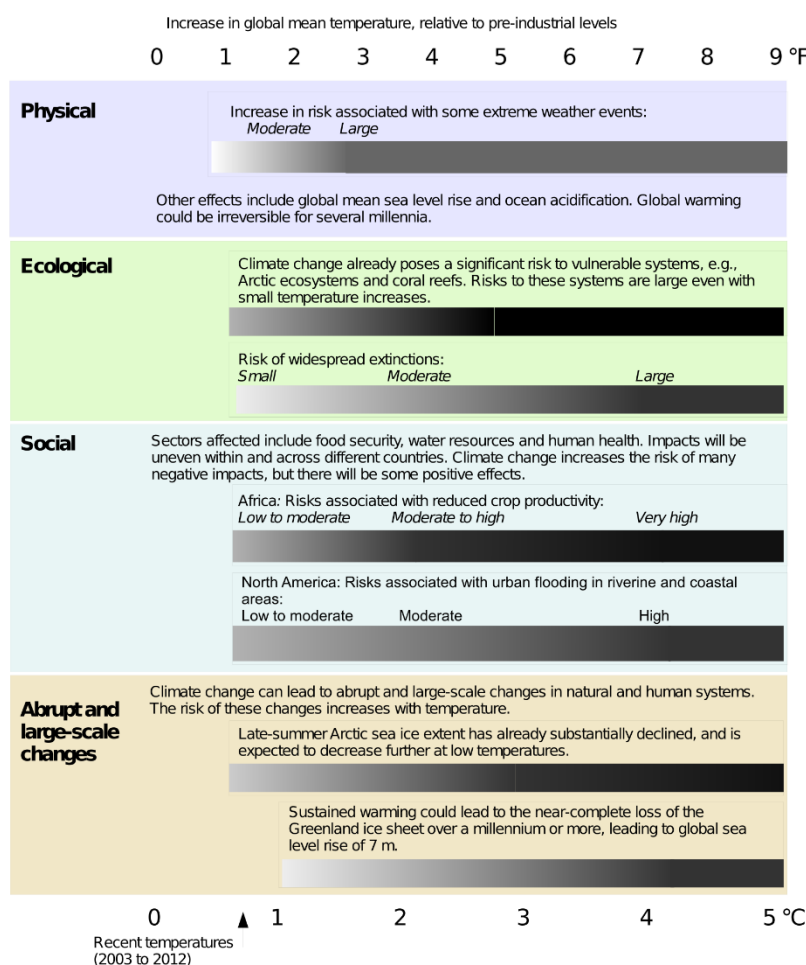 Increase in global mean temperature, relative to pre-industrial levels
0 1 2 3 4 5 6 7 8 9 °F
Physical
Increase in risk associated with some extreme weather events:
Moderate Large
Other effects include global mean sea level rise and ocean acidification. Global warming
could be irreversible for several millennia.
Ecological
Climate change already poses a significant risk to vulnerable systems, e.g.,
Arctic ecosystems and coral reefs. Risks to these systems are large even with
small temperature increases.
Risk of widespread extinctions:
Small Moderate Large
Social
Sectors affected include food security, water resources and human health. Impacts will be
uneven within and across different countries. Climate change increases the risk of many
negative impacts, but there will be some positive effects.
Africa: Risks associated with reduced crop productivity:
Low to moderate Moderate to high Very high
North America: Risks associated with urban flooding in riverine and coastal
areas:
Low to moderate Moderate High
Abrupt and
large-scale
changes
Climate change can lead to abrupt and large-scale changes in natural and human systems.
The risk of these changes increases with temperature.
Late-summer Arctic sea ice extent has already substantially declined, and is
expected to decrease further at low temperatures.
Sustained warming could lead to the near-complete loss of the
Greenland ice sheet over a millennium or more, leading to global sea
level rise of 7 m.
0 1 2 3 4 5 °C
Recent temperatures
(2003 to 2012)